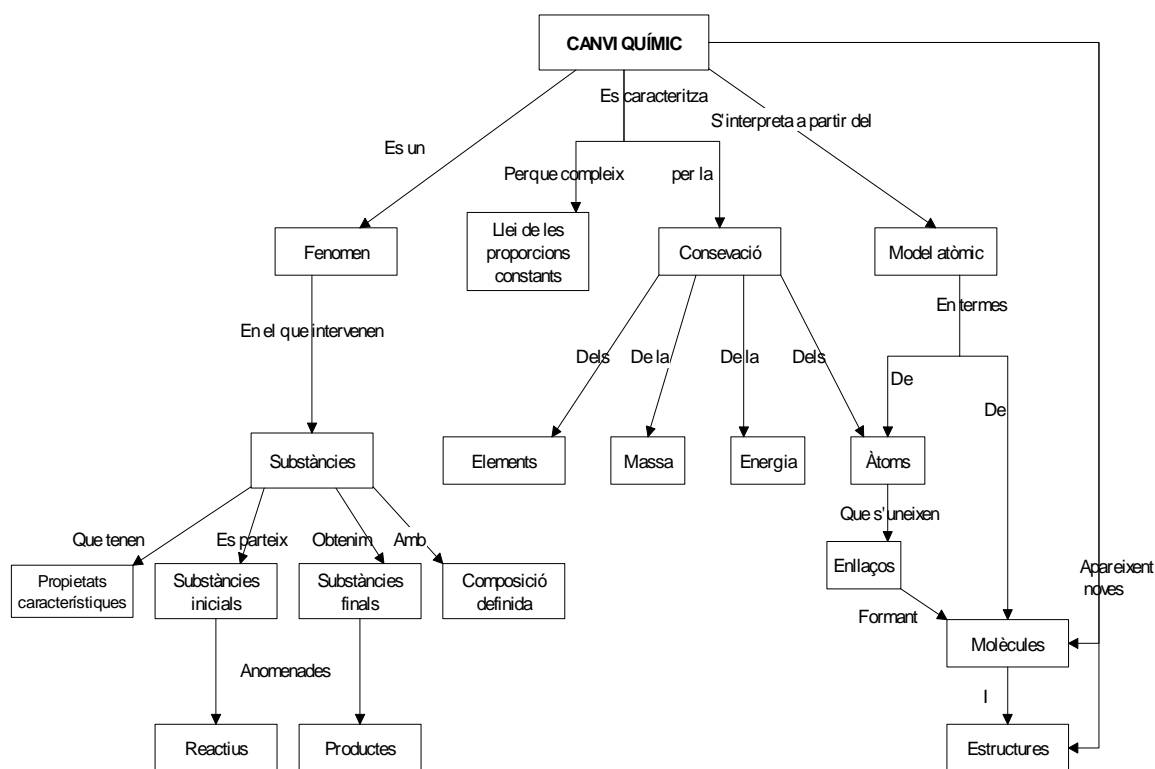 CANVI QUÍMIC
Es caracteritza
S'interpreta a partir del
Es un
Perque compleix
per la
Fenomen
Llei de les
proporcions
constants
Consevació
Model atòmic
En termes
En el que intervenen
Dels
De la
De la
Dels
De
De
Substàncies
Elements
Massa
Energia
Àtoms
Que s'uneixen
Que tenen
Es parteix
Obtenim
Amb
Propietats
característiques
Substàncies
inicials
Substàncies
finals
Composició
definida
Enllaços
Apareixent
noves
Formant
Molècules
Anomenades
I
Reactius
Productes
Estructures